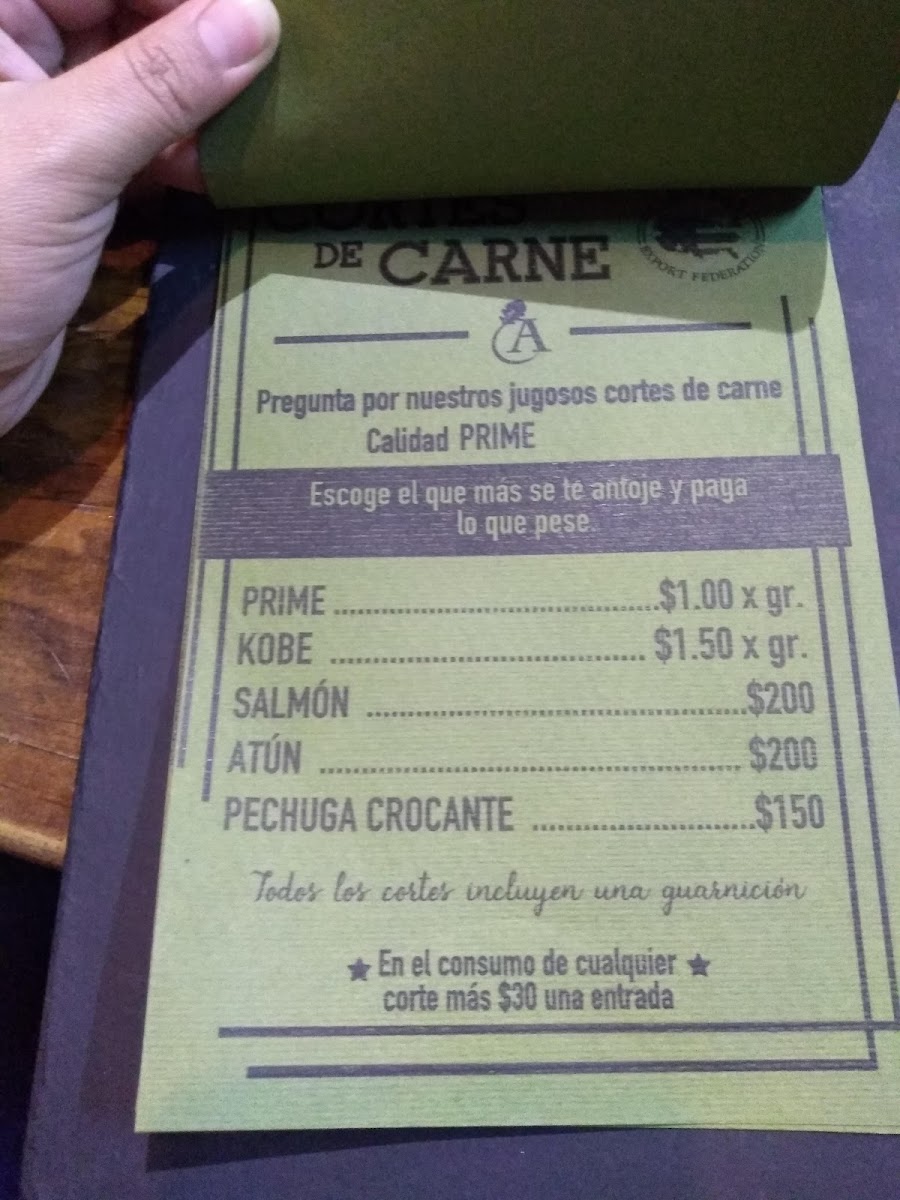 CORTES
DE CARNE
EXPORT FEDERATION
A
Pregunta por nuestros jugosos cortes de carne
Calidad PRIME
Escoge el que más se te antoje y paga
lo que pese.
PRIME ........................................$1.00 x gr.
KOBE ...................................... $1.50 x gr.
SALMÓN ..............................................$200
ATÚN .................................................. $200
PECHUGA CROCANTE ..........................$150
Todos los cortes incluyen una guarnición
★ En el consumo de cualquier ★
corte más $30 una entrada